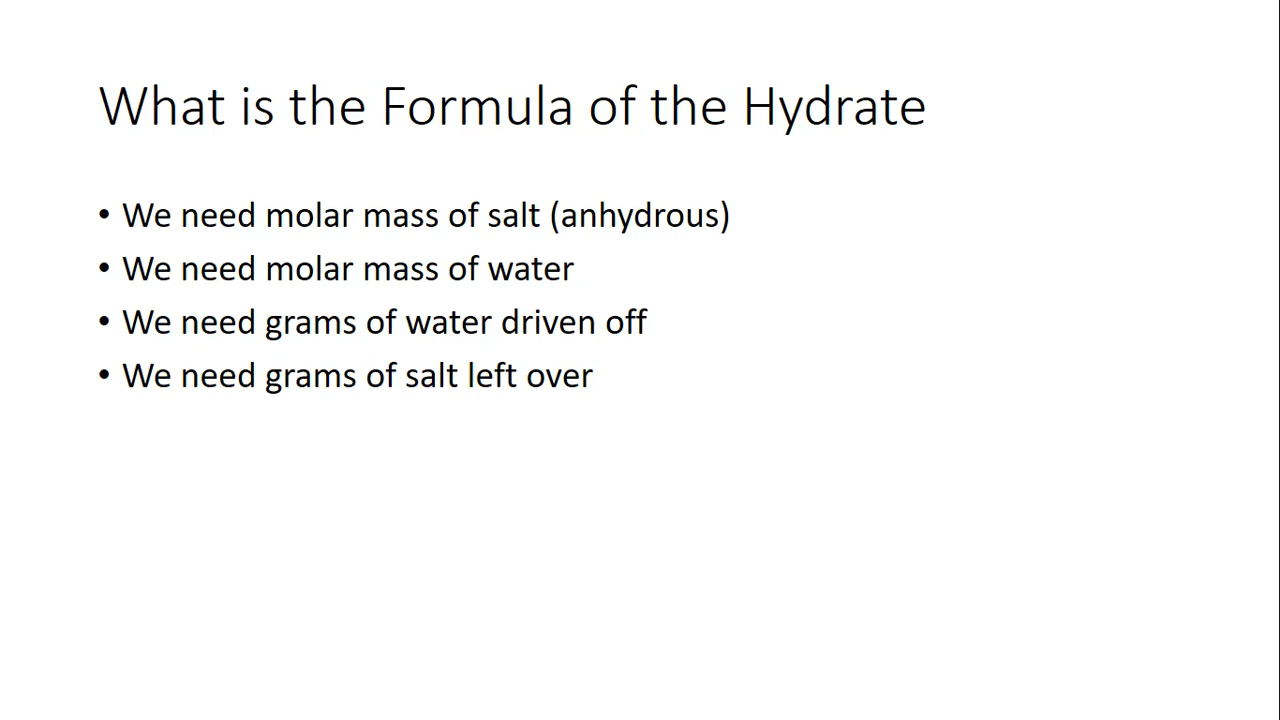 What is the Formula of the Hydrate
• We need molar mass of salt (anhydrous)
• We need molar mass of water
• We need grams of water driven off
• We need grams of salt left over